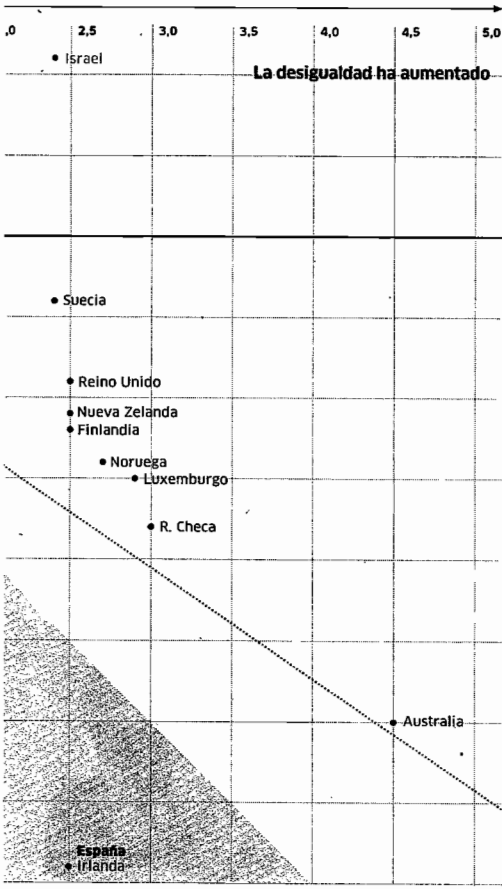 ,0 2,5 3,0 3,5 4,0 4,5 5,0
Israel
La desigualdad ha aumentado
Suecia
Reino Unido
Nueva Zelanda
Finlandia
Noruega
Luxemburgo
R. Checa
Australia
España
Irlanda